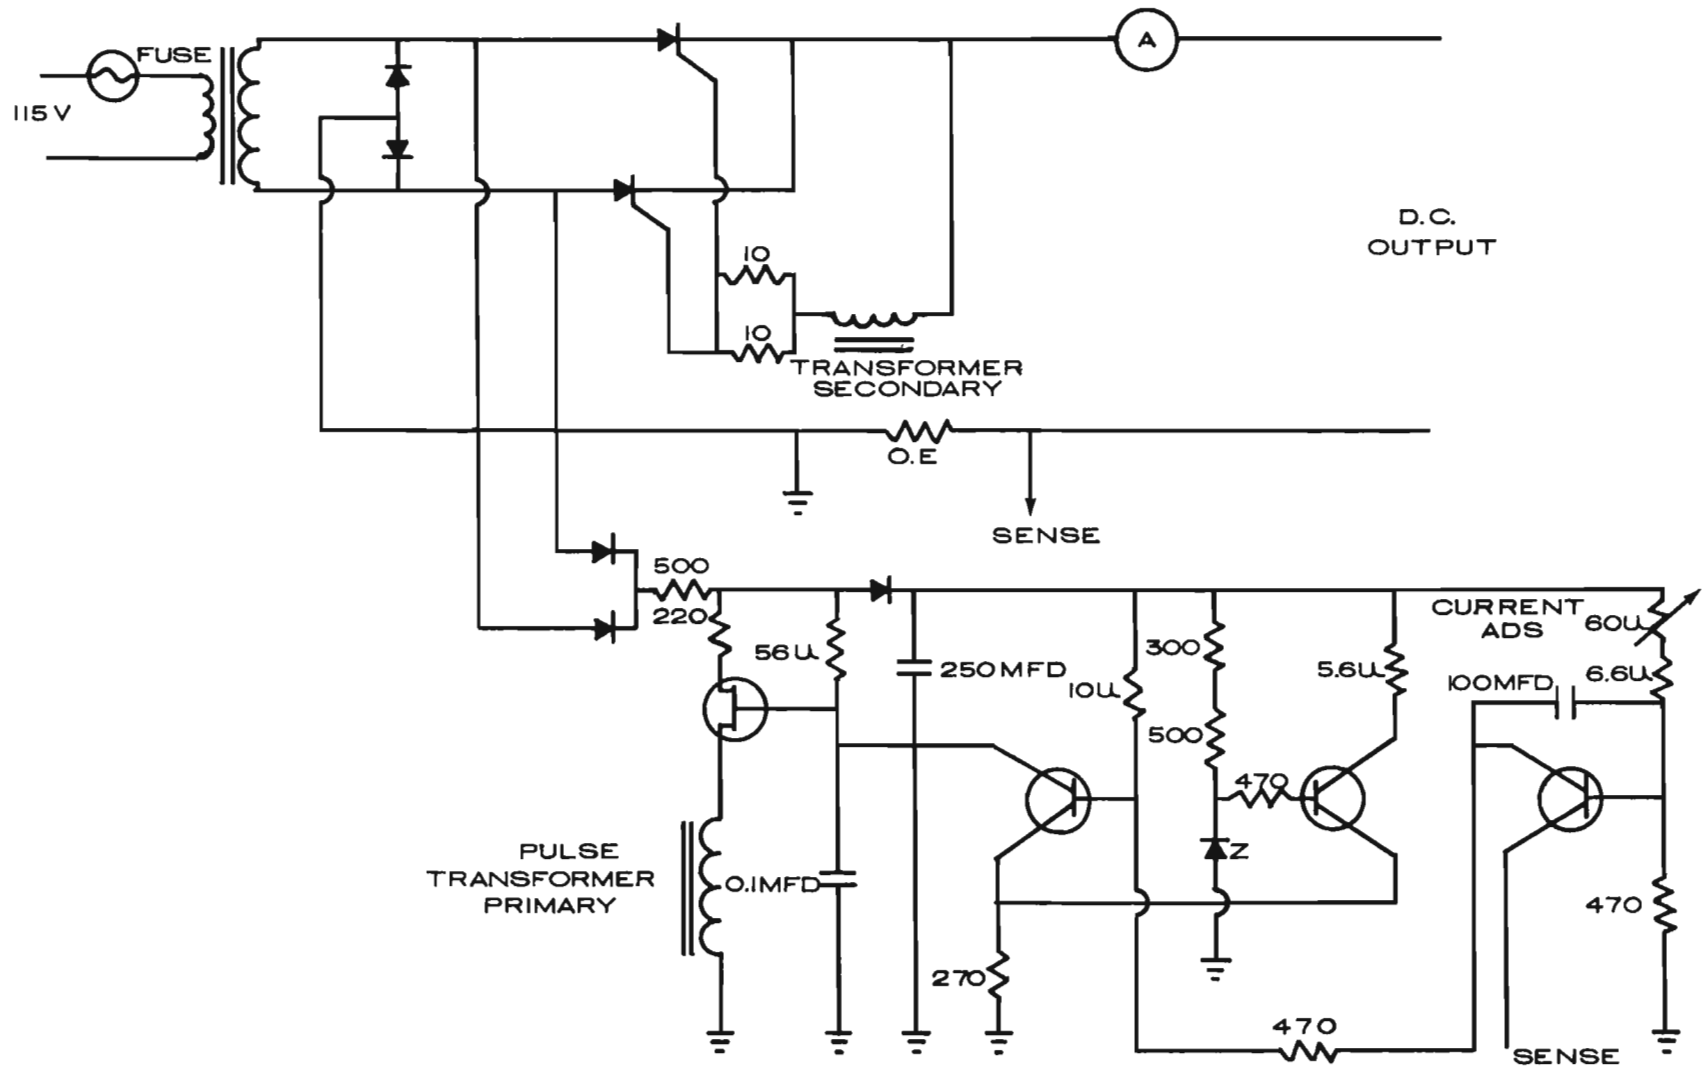 FUSE
115 V
A
D.C.
OUTPUT
10
10
TRANSFORMER
SECONDARY
O.E
SENSE
500
220
56U
250MFD
10U
300
500
5.6U
CURRENT
ADS
60U
100MFD
6.6U
470
Z
PULSE
TRANSFORMER
PRIMARY
0.1MFD
270
470
470
SENSE